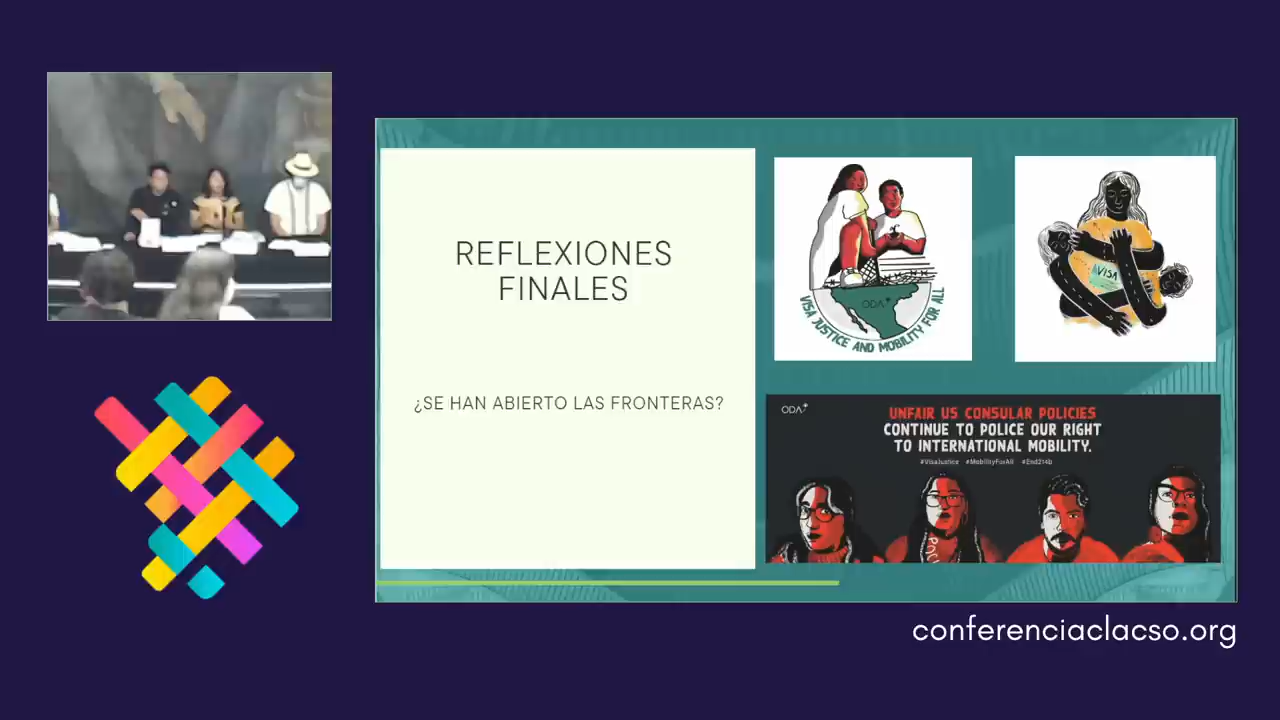 REFLEXIONES
FINALES
¿SE HAN ABIERTO LAS FRONTERAS?
ODA
VISA JUSTICE AND MOBILITY FOR ALL
VISA
ODA
UNFAIR US CONSULAR POLICIES
CONTINUE TO POLICE OUR RIGHT
TO INTERNATIONAL MOBILITY.
#VisaJustice #MobilityForAll #End214b
conferenciaclacso.org